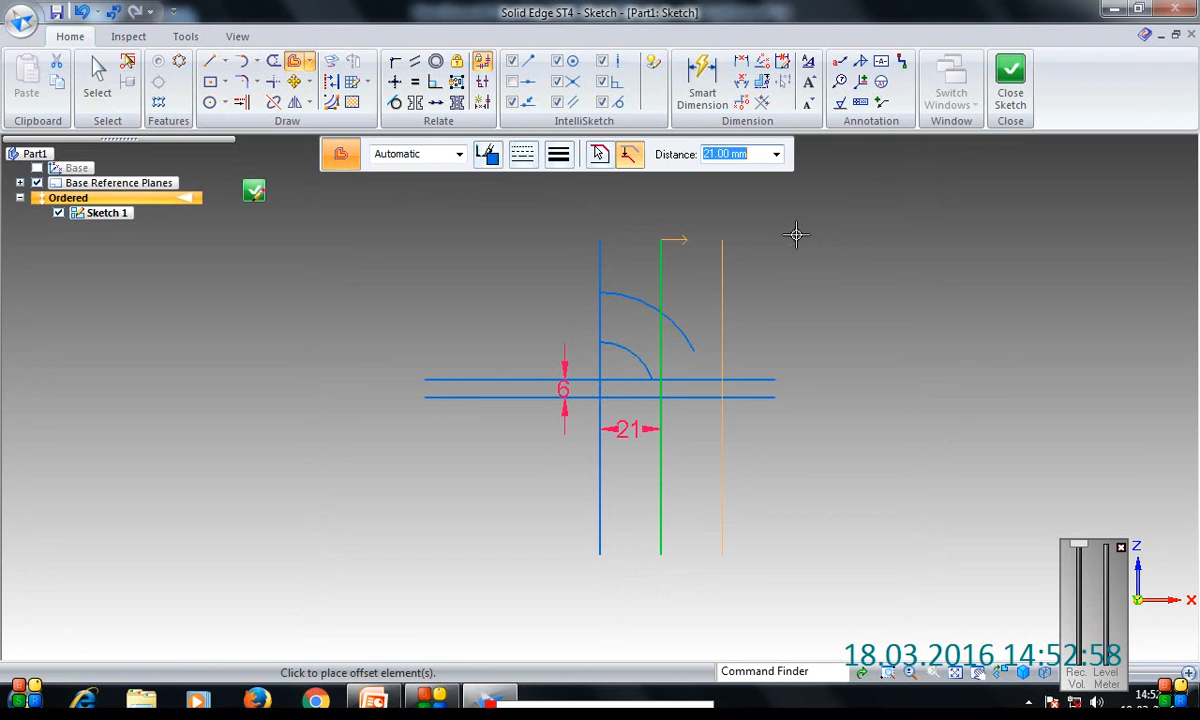 Solid Edge ST4 - Sketch - [Part1: Sketch]
Home Inspect Tools View
Paste
Select
Smart Dimension
Switch Windows
Close Sketch
Clipboard Select Features Draw Relate IntelliSketch Dimension Annotation Window Close
Automatic Distance: 21.00 mm
Part1
Base
Base Reference Planes
Ordered
Sketch 1
6
21
Z
X
18.03.2016 14:52:58
Click to place offset element(s).
Command Finder
Rec. Vol.
Level Meter